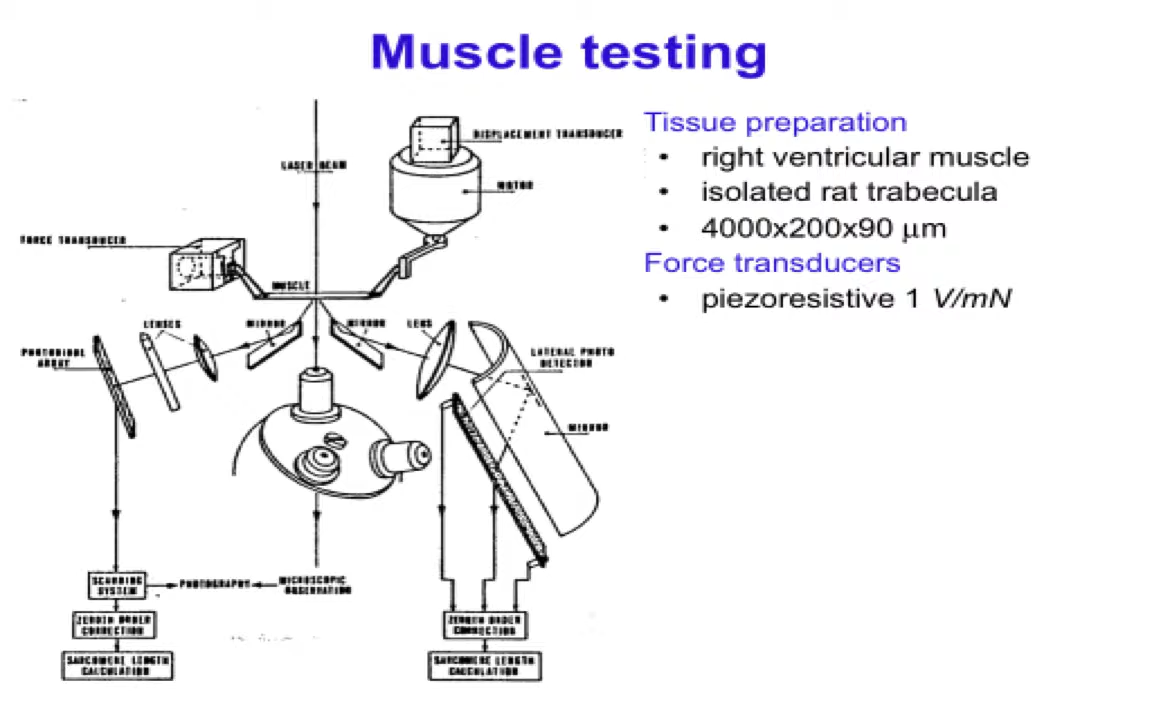 Muscle testing
Tissue preparation
• right ventricular muscle
• isolated rat trabecula
• 4000x200x90 μm
Force transducers
• piezoresistive 1 V/mN
DISPLACEMENT TRANSDUCER
LASER BEAM
MOTOR
FORCE TRANSDUCER
MUSCLE
LENSES
MIRROR
MIRROR
LENS
PHOTODIODE
ARRAY
LATERAL PHOTO
DETECTOR
MIRROR
SCANNING
SYSTEM
PHOTOGRAPHY
MICROSCOPIC
OBSERVATION
ZEROTH ORDER
CORRECTION
ZEROTH ORDER
CORRECTION
SARCOMERE LENGTH
CALCULATION
SARCOMERE LENGTH
CALCULATION